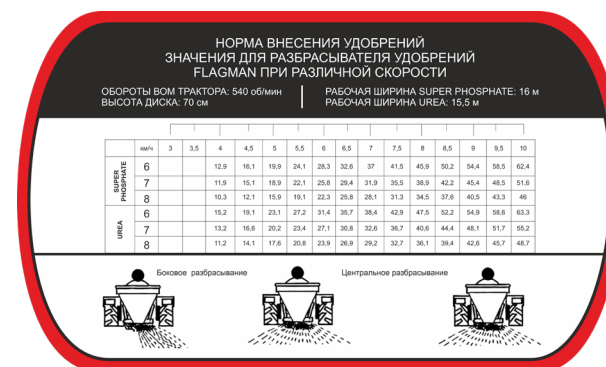 НОРМА ВНЕСЕНИЯ УДОБРЕНИЙ
ЗНАЧЕНИЯ ДЛЯ РАЗБРАСЫВАТЕЛЯ УДОБРЕНИЙ
FLAGMAN ПРИ РАЗЛИЧНОЙ СКОРОСТИ
ОБОРОТЫ ВОМ ТРАКТОРА: 540 об/мин
ВЫСОТА ДИСКА: 70 см
РАБОЧАЯ ШИРИНА SUPER PHOSPHATE: 16 м
РАБОЧАЯ ШИРИНА UREA: 15,5 м
км/ч 3 3,5 4 4,5 5 5,5 6 6,5 7 7,5 8 8,5 9 9,5 10
SUPER PHOSPHATE
6 12,9 16,1 19,9 24,1 28,3 32,6 37 41,5 45,9 50,2 54,4 58,5 62,4
7 11,9 15,1 18,9 22,1 25,8 29,4 31,9 35,5 38,9 42,2 45,4 48,5 51,6
8 10,3 12,1 15,9 19,1 22,3 25,8 28,1 31,3 34,5 37,6 40,5 43,3 46
UREA
6 15,2 19,1 23,1 27,2 31,4 35,7 38,4 42,9 47,5 52,2 54,9 58,6 63,3
7 13,2 16,6 20,2 23,4 27,1 30,8 32,6 36,7 40,6 44,4 48,1 51,7 55,2
8 11,2 14,1 17,6 20,8 23,9 26,9 29,2 32,7 36,1 39,4 42,6 45,7 48,7
Боковое разбрасывание
Центральное разбрасывание